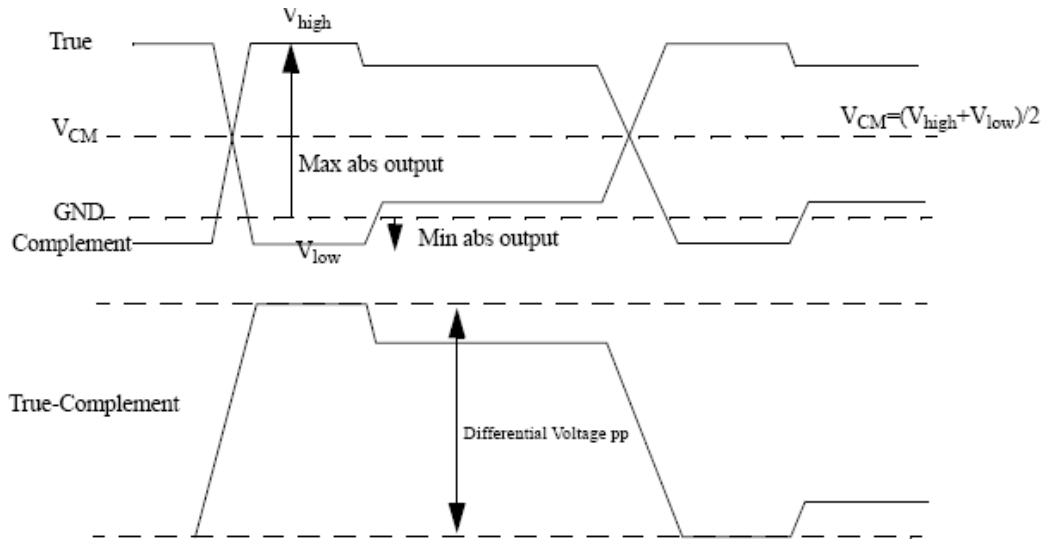 V_high
True
V_CM
V_CM=(V_high+V_low)/2
Max abs output
GND
Complement
V_low
Min abs output
True-Complement
Differential Voltage pp